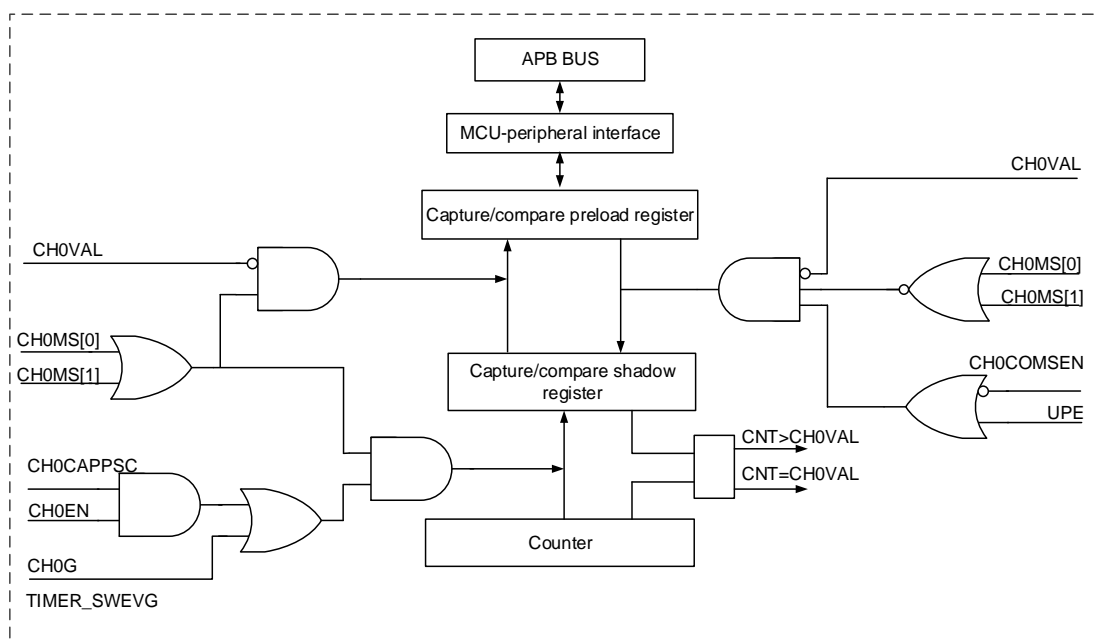 APB BUS
MCU-peripheral interface
CH0VAL
Capture/compare preload register
CH0VAL
CH0MS[0]
CH0MS[1]
CH0MS[0]
CH0MS[1]
Capture/compare shadow
register
CH0COMSEN
UPE
CNT>CH0VAL
CNT=CH0VAL
CH0CAPPSC
CH0EN
Counter
CH0G
TIMER_SWEVG